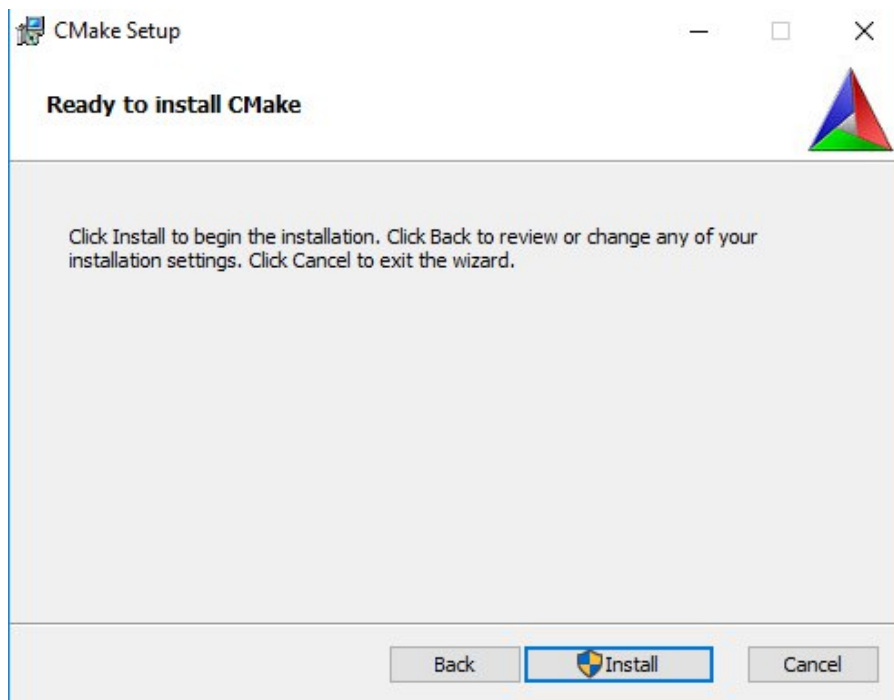 CMake Setup
Ready to install CMake
Click Install to begin the installation. Click Back to review or change any of your
installation settings. Click Cancel to exit the wizard.
Back
Install
Cancel